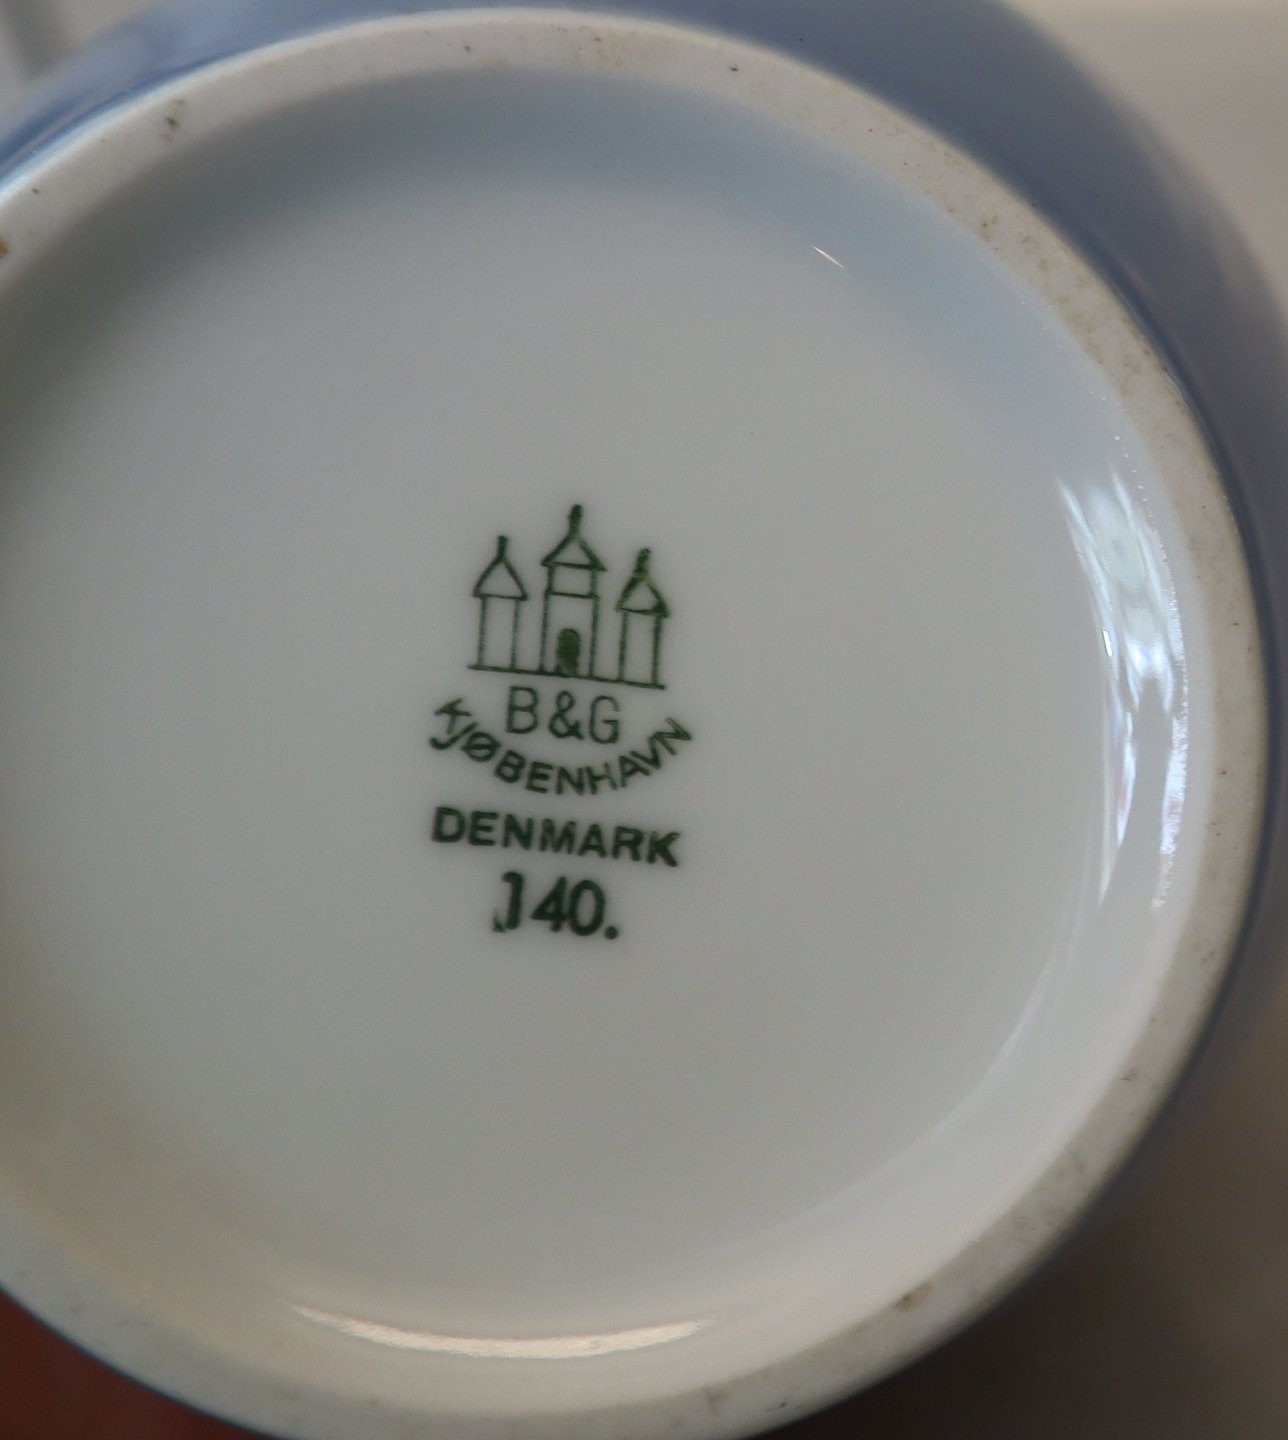 B&G
KJØBENHAVN
DENMARK
140.